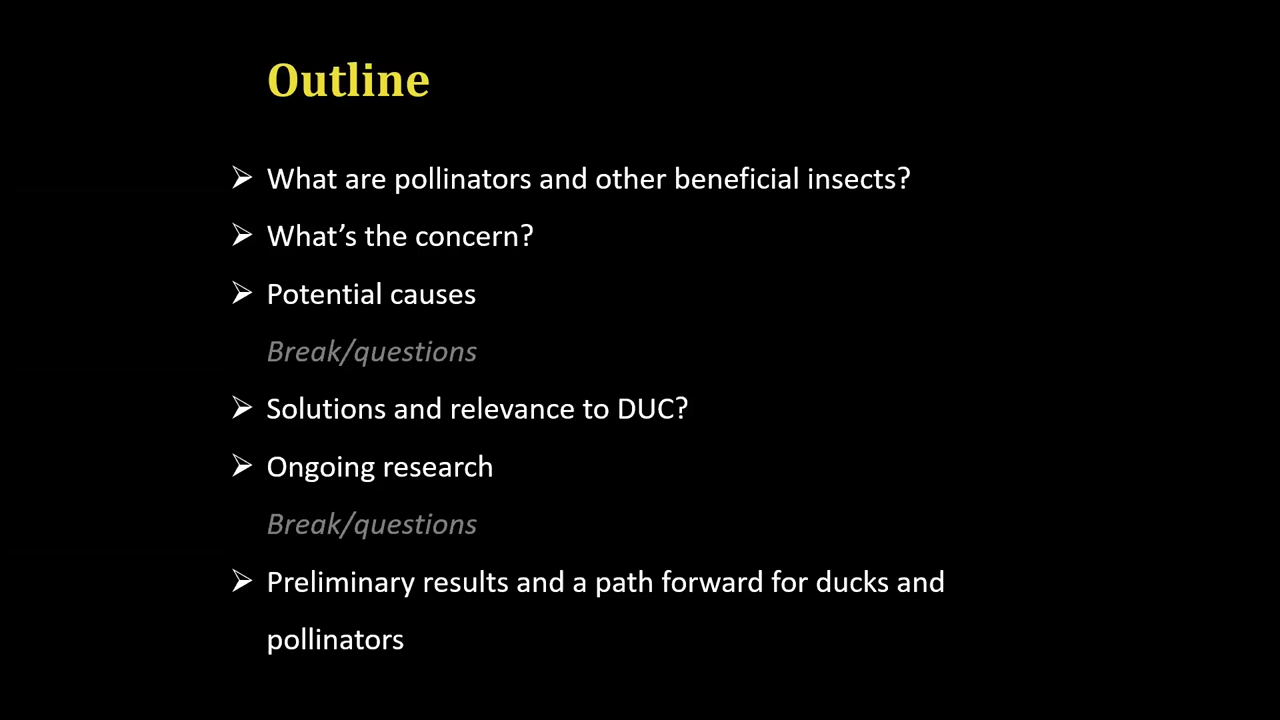 Outline
➢ What are pollinators and other beneficial insects?
➢ What’s the concern?
➢ Potential causes
Break/questions
➢ Solutions and relevance to DUC?
➢ Ongoing research
Break/questions
➢ Preliminary results and a path forward for ducks and
pollinators